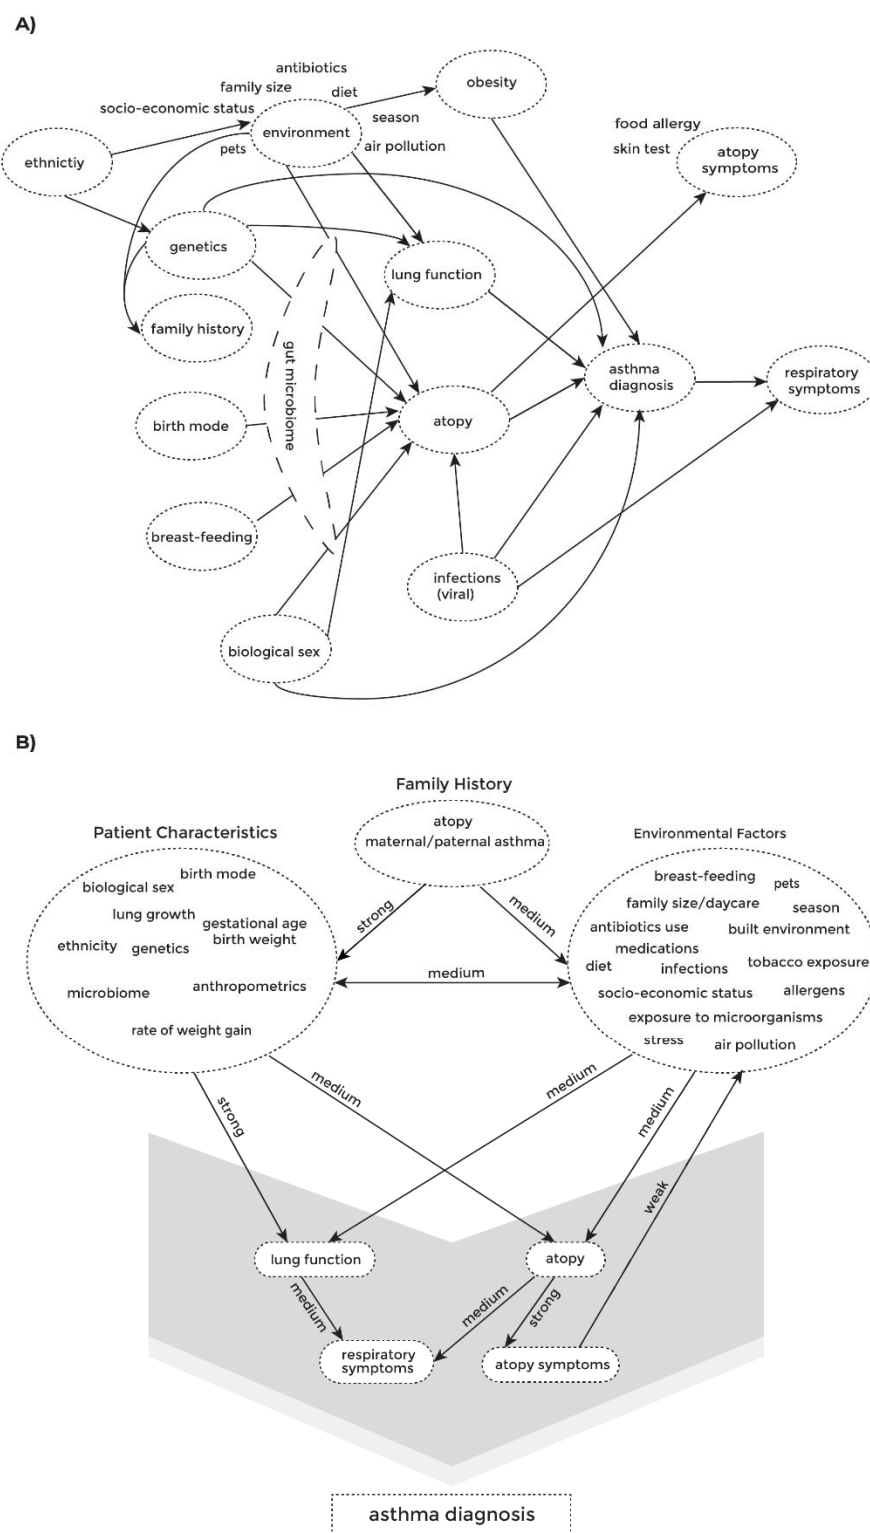 A)
antibiotics
family size
diet
obesity
socio-economic status
environment
season
air pollution
pets
food allergy
skin test
atopy
symptoms
ethnictiy
genetics
lung function
family history
gut microbiome
asthma
diagnosis
respiratory
symptoms
birth mode
atopy
breast-feeding
infections
(viral)
biological sex
B)
Family History
atopy
maternal/paternal asthma
Patient Characteristics
birth mode
biological sex
lung growth
gestational age
birth weight
ethnicity
genetics
microbiome
anthropometrics
rate of weight gain
Environmental Factors
breast-feeding
pets
family size/daycare
season
antibiotics use
built environment
medications
diet
infections
tobacco exposure
socio-economic status
allergens
exposure to microorganisms
stress
air pollution
strong
medium
medium
strong
medium
medium
medium
weak
lung function
atopy
medium
medium
strong
respiratory
symptoms
atopy symptoms
asthma diagnosis